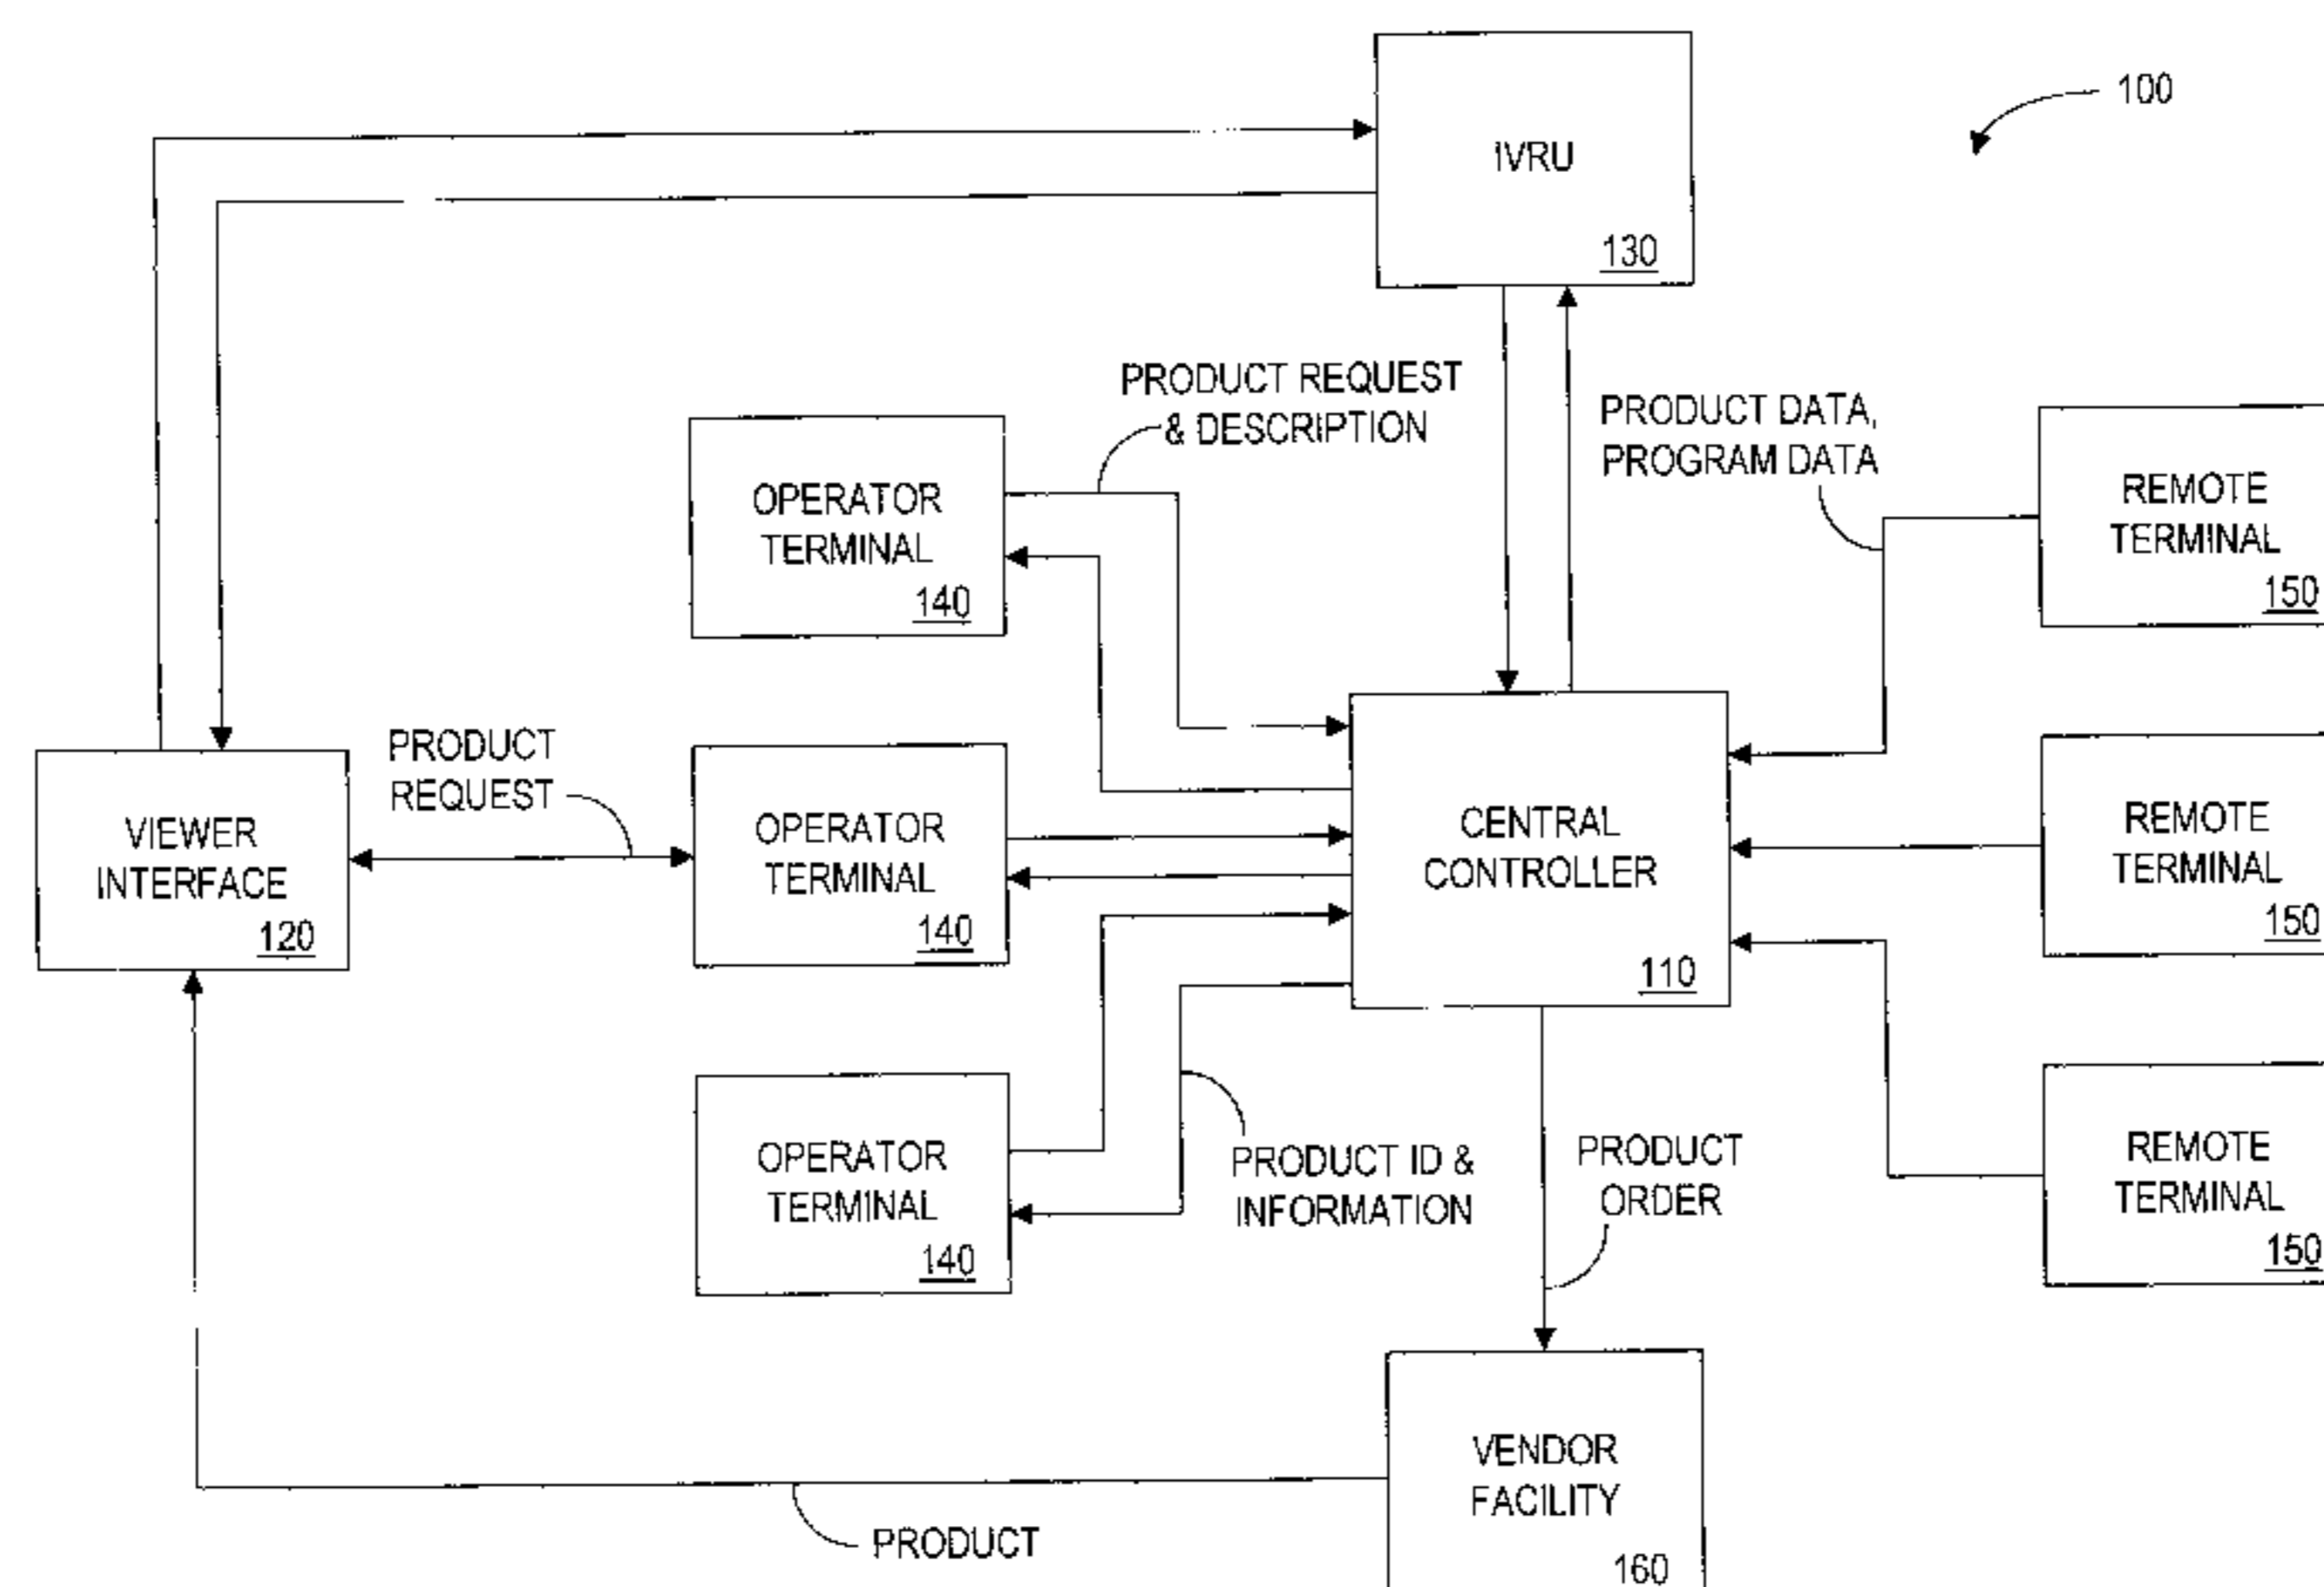 100
IVRU
130
PRODUCT REQUEST
& DESCRIPTION
PRODUCT DATA,
PROGRAM DATA
OPERATOR
TERMINAL
140
REMOTE
TERMINAL
150
PRODUCT
REQUEST
VIEWER
INTERFACE
120
OPERATOR
TERMINAL
140
CENTRAL
CONTROLLER
110
REMOTE
TERMINAL
150
OPERATOR
TERMINAL
140
PRODUCT ID &
INFORMATION
PRODUCT
ORDER
REMOTE
TERMINAL
150
VENDOR
FACILITY
160
PRODUCT